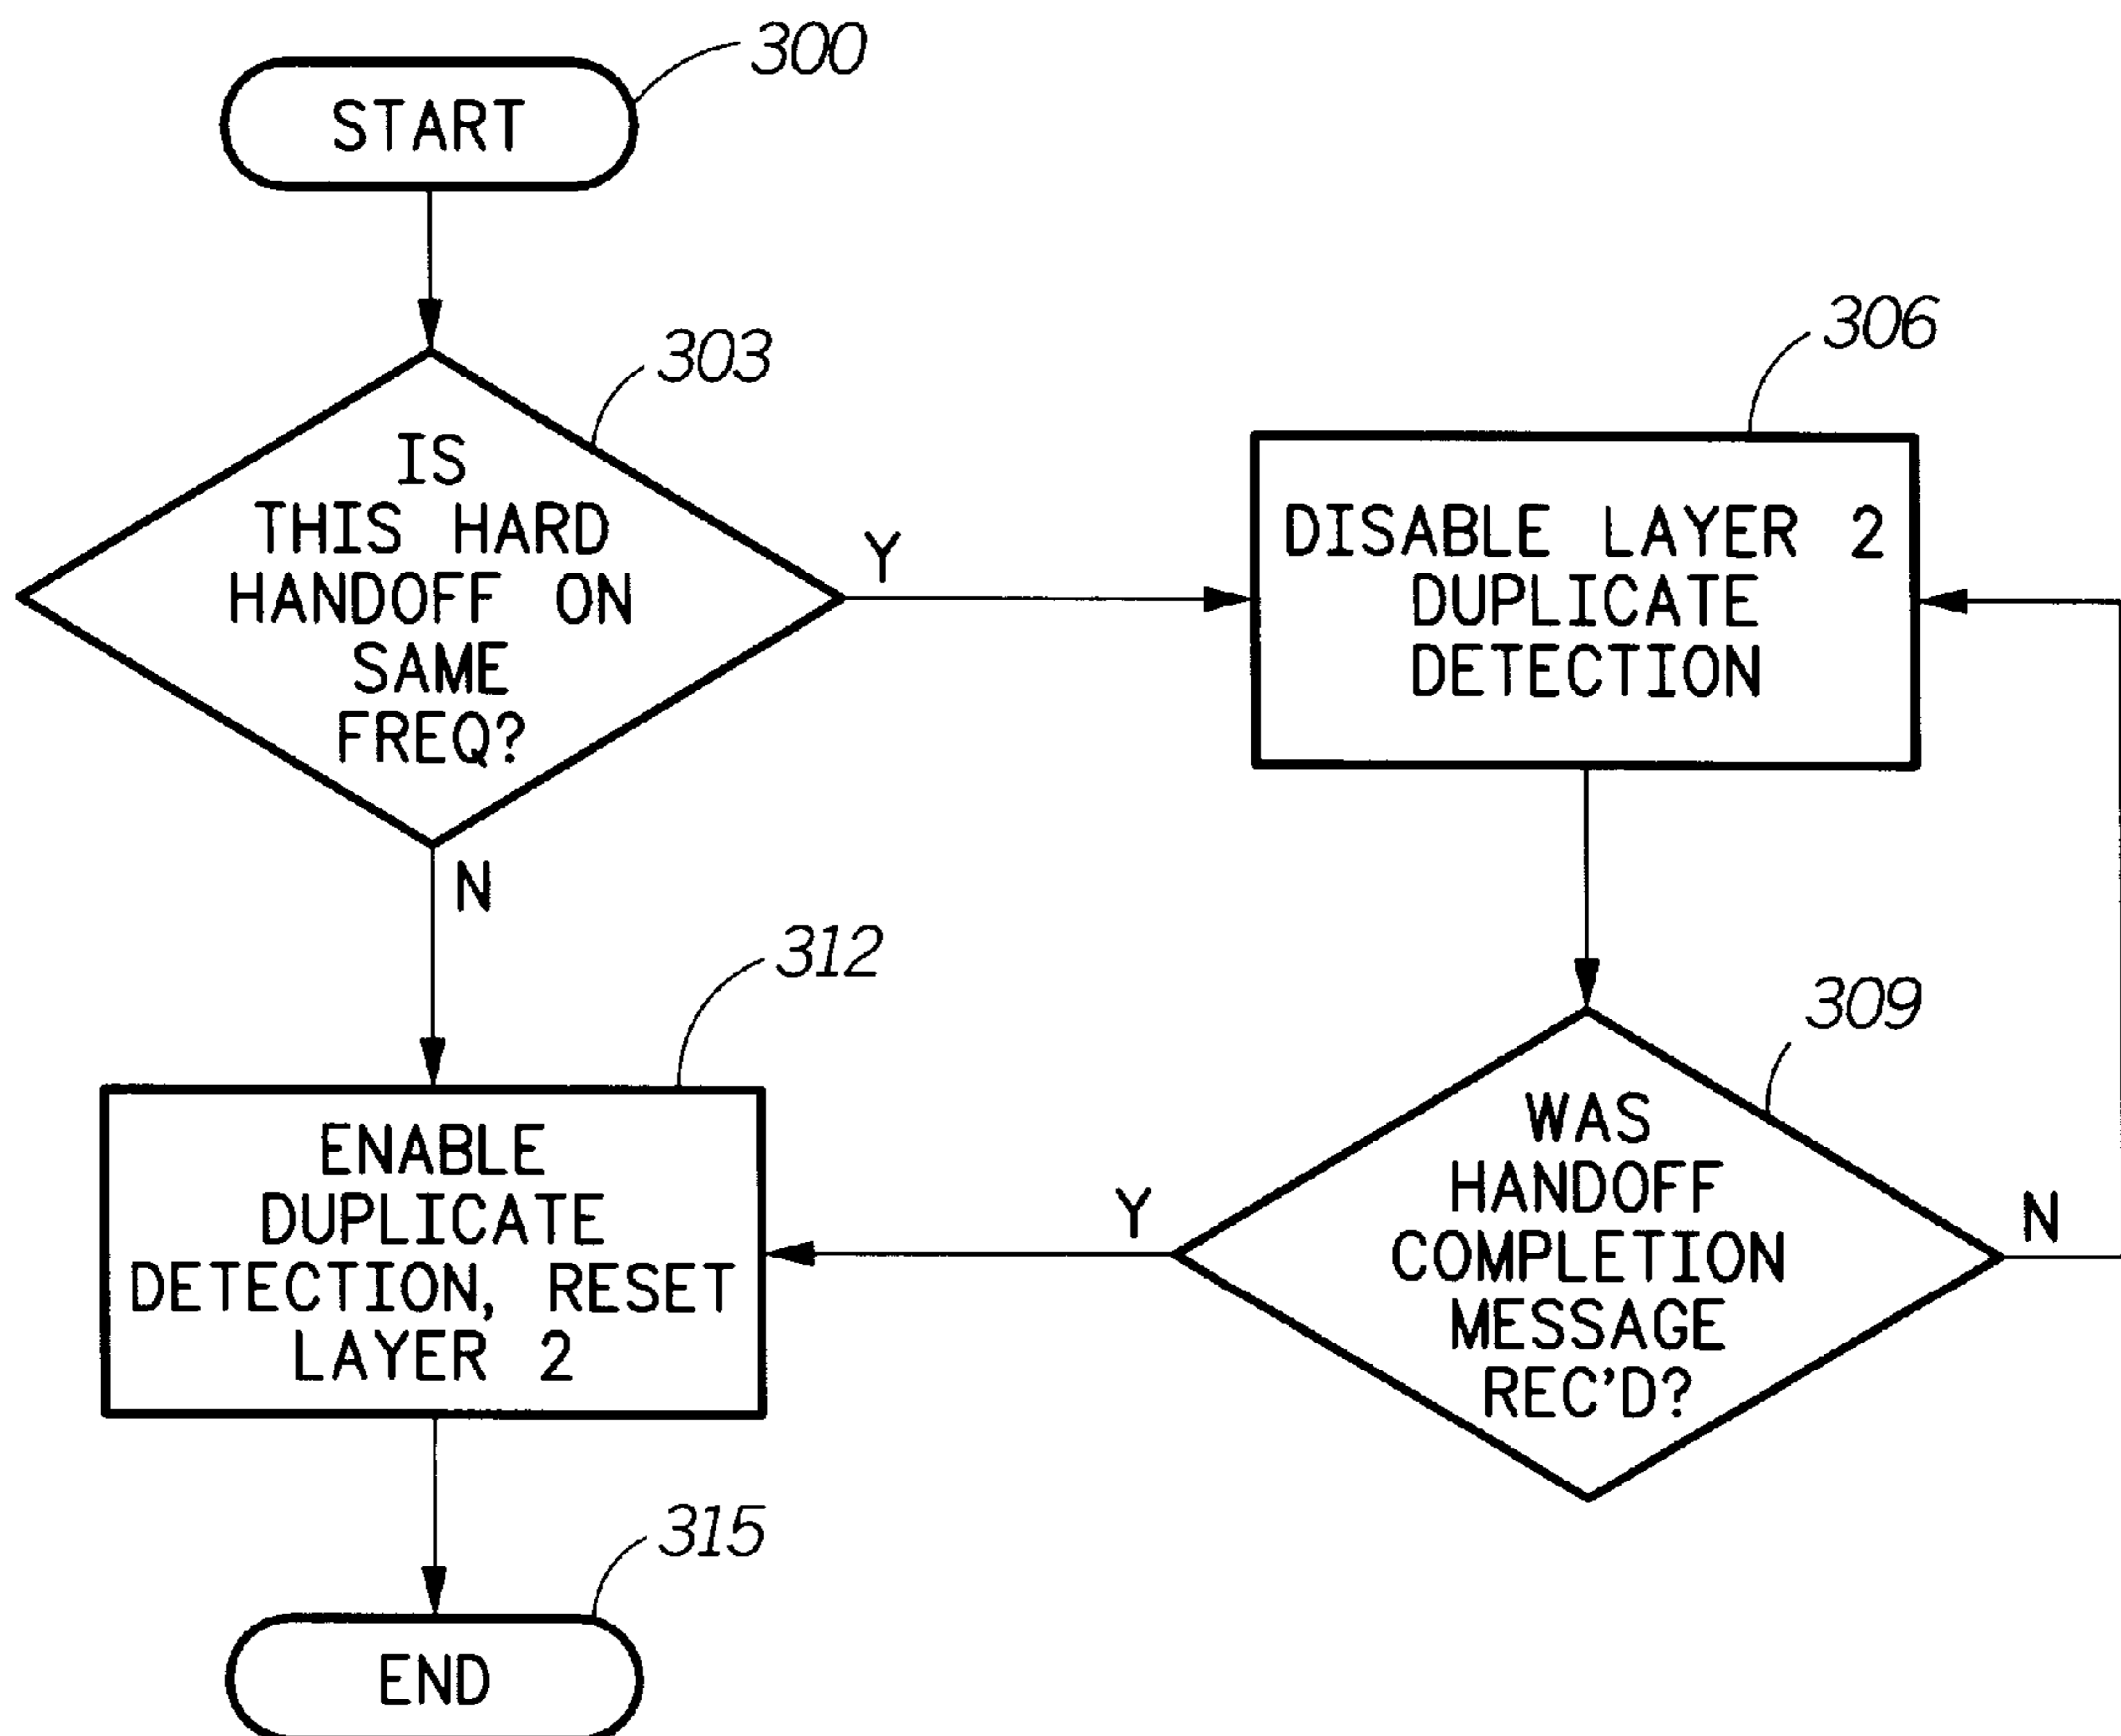 300
START
303
IS
THIS HARD
HANDOFF ON
SAME
FREQ?
Y
N
306
DISABLE LAYER 2
DUPLICATE
DETECTION
309
WAS
HANDOFF
COMPLETION
MESSAGE
REC'D?
Y
N
312
ENABLE
DUPLICATE
DETECTION, RESET
LAYER 2
315
END